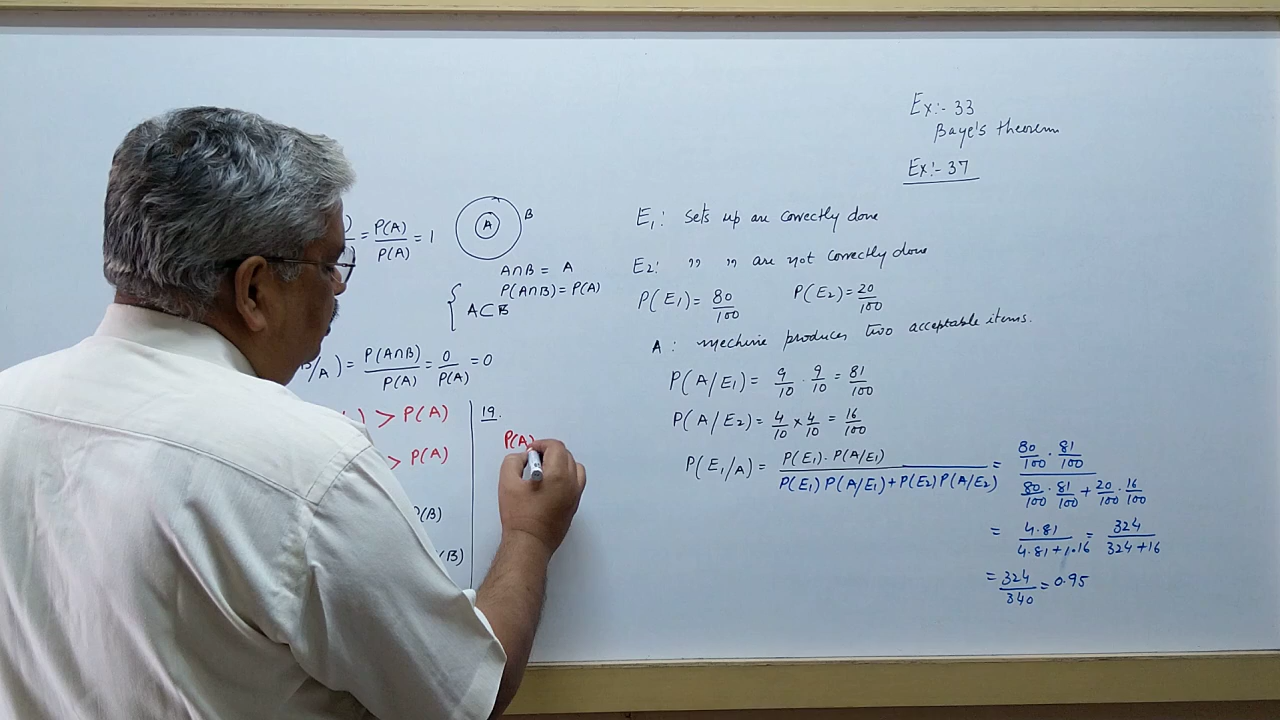 ) = P(A)/P(A) = 1
A
B
A∩B = A
P(A∩B) = P(A)
{ A⊂B
B/A) = P(A∩B)/P(A) = 0/P(A) = 0
) > P(A)
> P(A)
P(B)
(B)
19.
P(A)
Ex:- 33
Baye's theorem
Ex:- 37
E1: sets up are correctly done
E2: ,, ,, are not correctly done
P(E1) = 80/100 P(E2) = 20/100
A: Mechine produces two acceptable items.
P(A/E1) = 9/10 . 9/10 = 81/100
P(A/E2) = 4/10 × 4/10 = 16/100
P(E1/A) = P(E1). P(A/E1) / P(E1) P(A/E1) + P(E2) P(A/E2) = 80/100 . 81/100 / 80/100 . 81/100 + 20/100 . 16/100
= 4.81 / 4.81 + 1.16 = 324 / 324 + 16
= 324/340 = 0.95